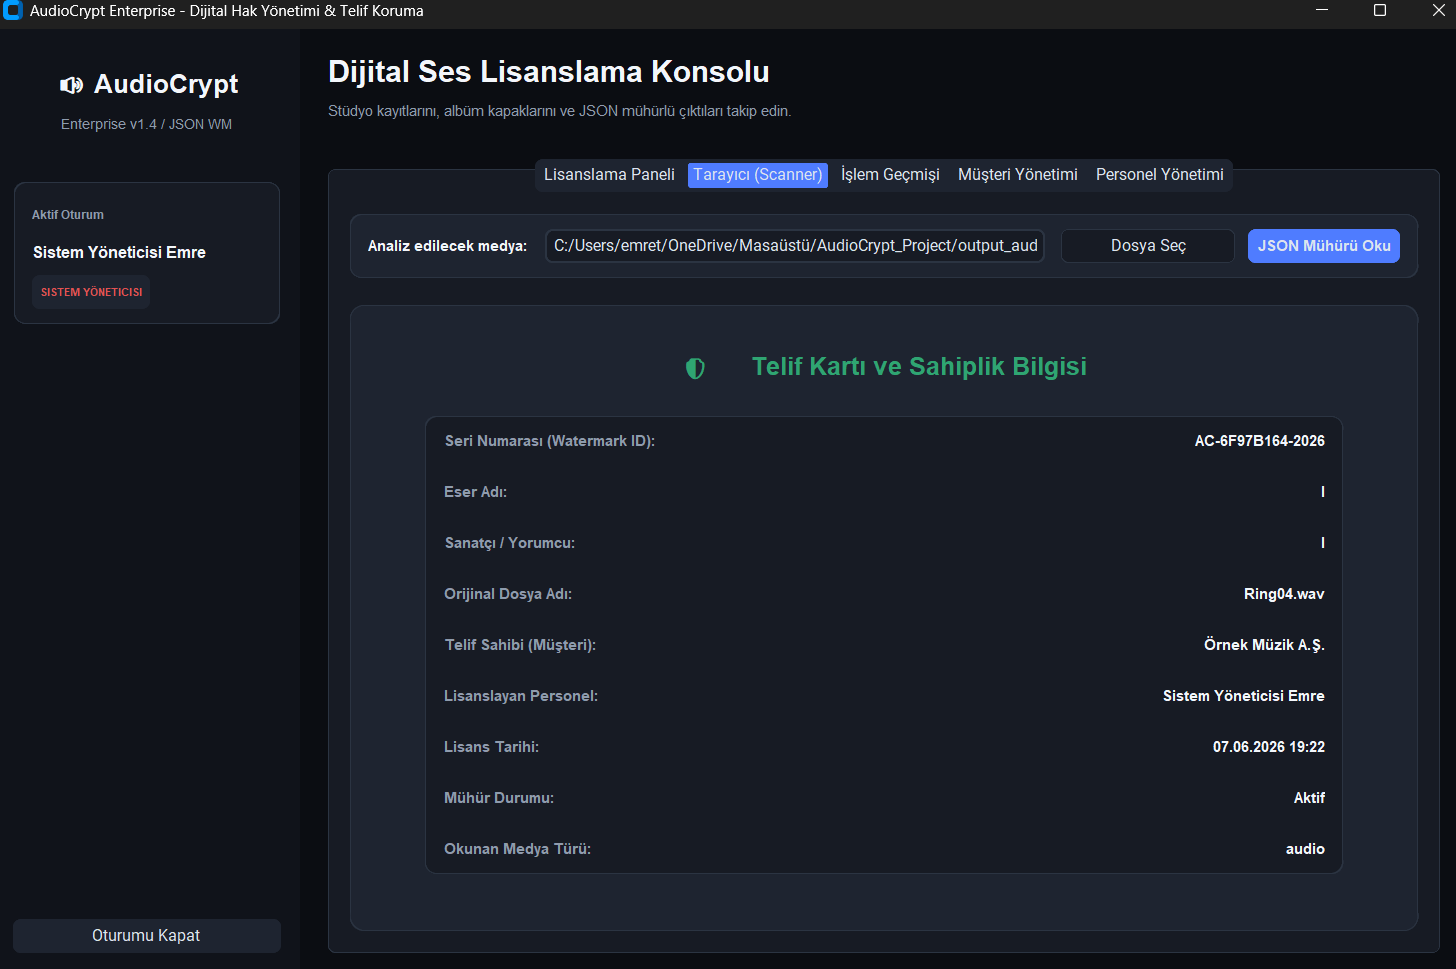 AudioCrypt Enterprise - Dijital Hak Yönetimi & Telif Koruma
AudioCrypt
Enterprise v1.4 / JSON WM
Aktif Oturum
Sistem Yöneticisi Emre
SISTEM YÖNETICISI
Oturumu Kapat
Dijital Ses Lisanslama Konsolu
Stüdyo kayıtlarını, albüm kapaklarını ve JSON mühürlü çıktıları takip edin.
Lisanslama Paneli Tarayıcı (Scanner) İşlem Geçmişi Müşteri Yönetimi Personel Yönetimi
Analiz edilecek medya: C:/Users/emret/OneDrive/Masaüstü/AudioCrypt_Project/output_aud Dosya Seç JSON Mühürü Oku
Telif Kartı ve Sahiplik Bilgisi
Seri Numarası (Watermark ID): AC-6F97B164-2026
Eser Adı: l
Sanatçı / Yorumcu: l
Orijinal Dosya Adı: Ring04.wav
Telif Sahibi (Müşteri): Örnek Müzik A.Ş.
Lisanslayan Personel: Sistem Yöneticisi Emre
Lisans Tarihi: 07.06.2026 19:22
Mühür Durumu: Aktif
Okunan Medya Türü: audio